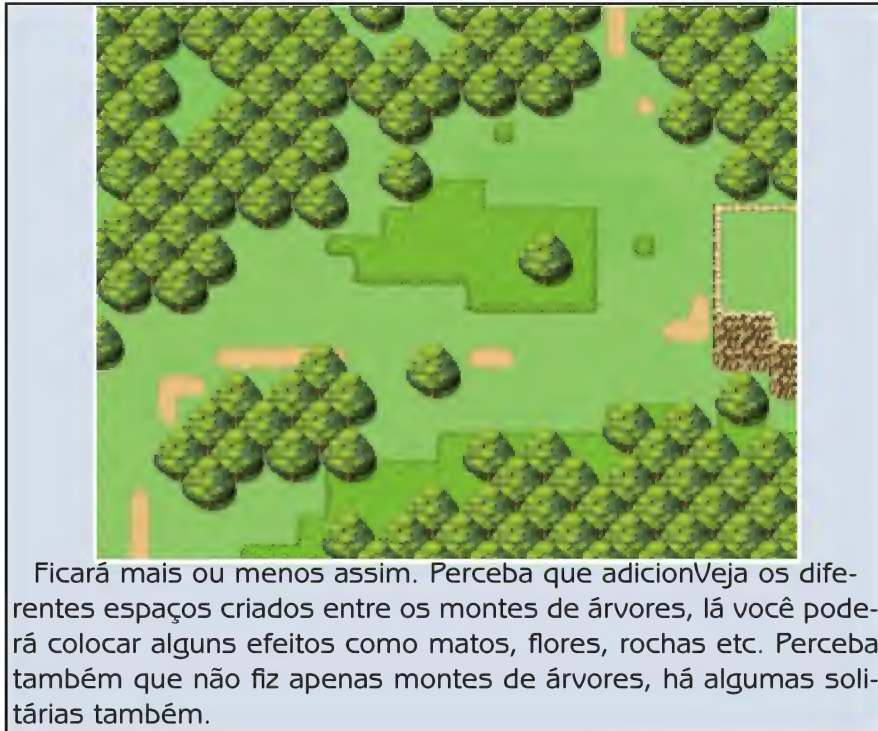 Ficará mais ou menos assim. Perceba que adicionVeja os dife-
rentes espaços criados entre os montes de árvores, lá você pode-
rá colocar alguns efeitos como matos, flores, rochas etc. Perceba
também que não fiz apenas montes de árvores, há algumas soli-
tárias também.